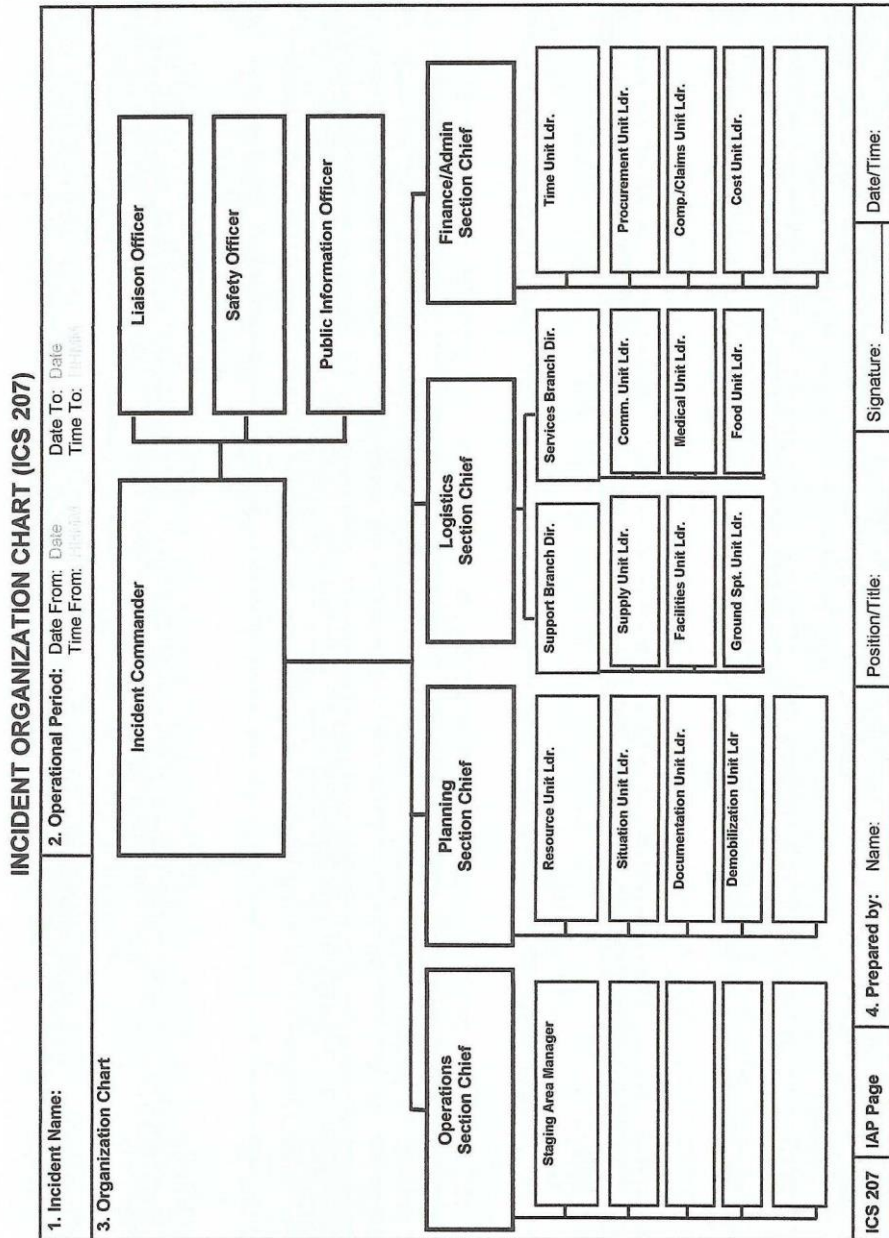 INCIDENT ORGANIZATION CHART (ICS 207)
1. Incident Name:
2. Operational Period: Date From: Date Date To: Date
Time From: HHMM Time To: HHMM
3. Organization Chart
Incident Commander
Liaison Officer
Safety Officer
Public Information Officer
Operations
Section Chief
Staging Area Manager
Planning
Section Chief
Resource Unit Ldr.
Situation Unit Ldr.
Documentation Unit Ldr.
Demobilization Unit Ldr
Logistics
Section Chief
Support Branch Dir.
Supply Unit Ldr.
Facilities Unit Ldr.
Ground Spt. Unit Ldr.
Services Branch Dir.
Comm. Unit Ldr.
Medical Unit Ldr.
Food Unit Ldr.
Finance/Admin
Section Chief
Time Unit Ldr.
Procurement Unit Ldr.
Comp./Claims Unit Ldr.
Cost Unit Ldr.
ICS 207 IAP Page 4. Prepared by: Name: Position/Title: Signature: Date/Time: